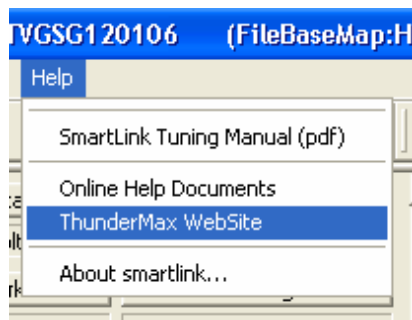 TVGSG120106 (FileBaseMap:H
Help
SmartLink Tuning Manual (pdf)
Online Help Documents
ThunderMax WebSite
About smartlink...